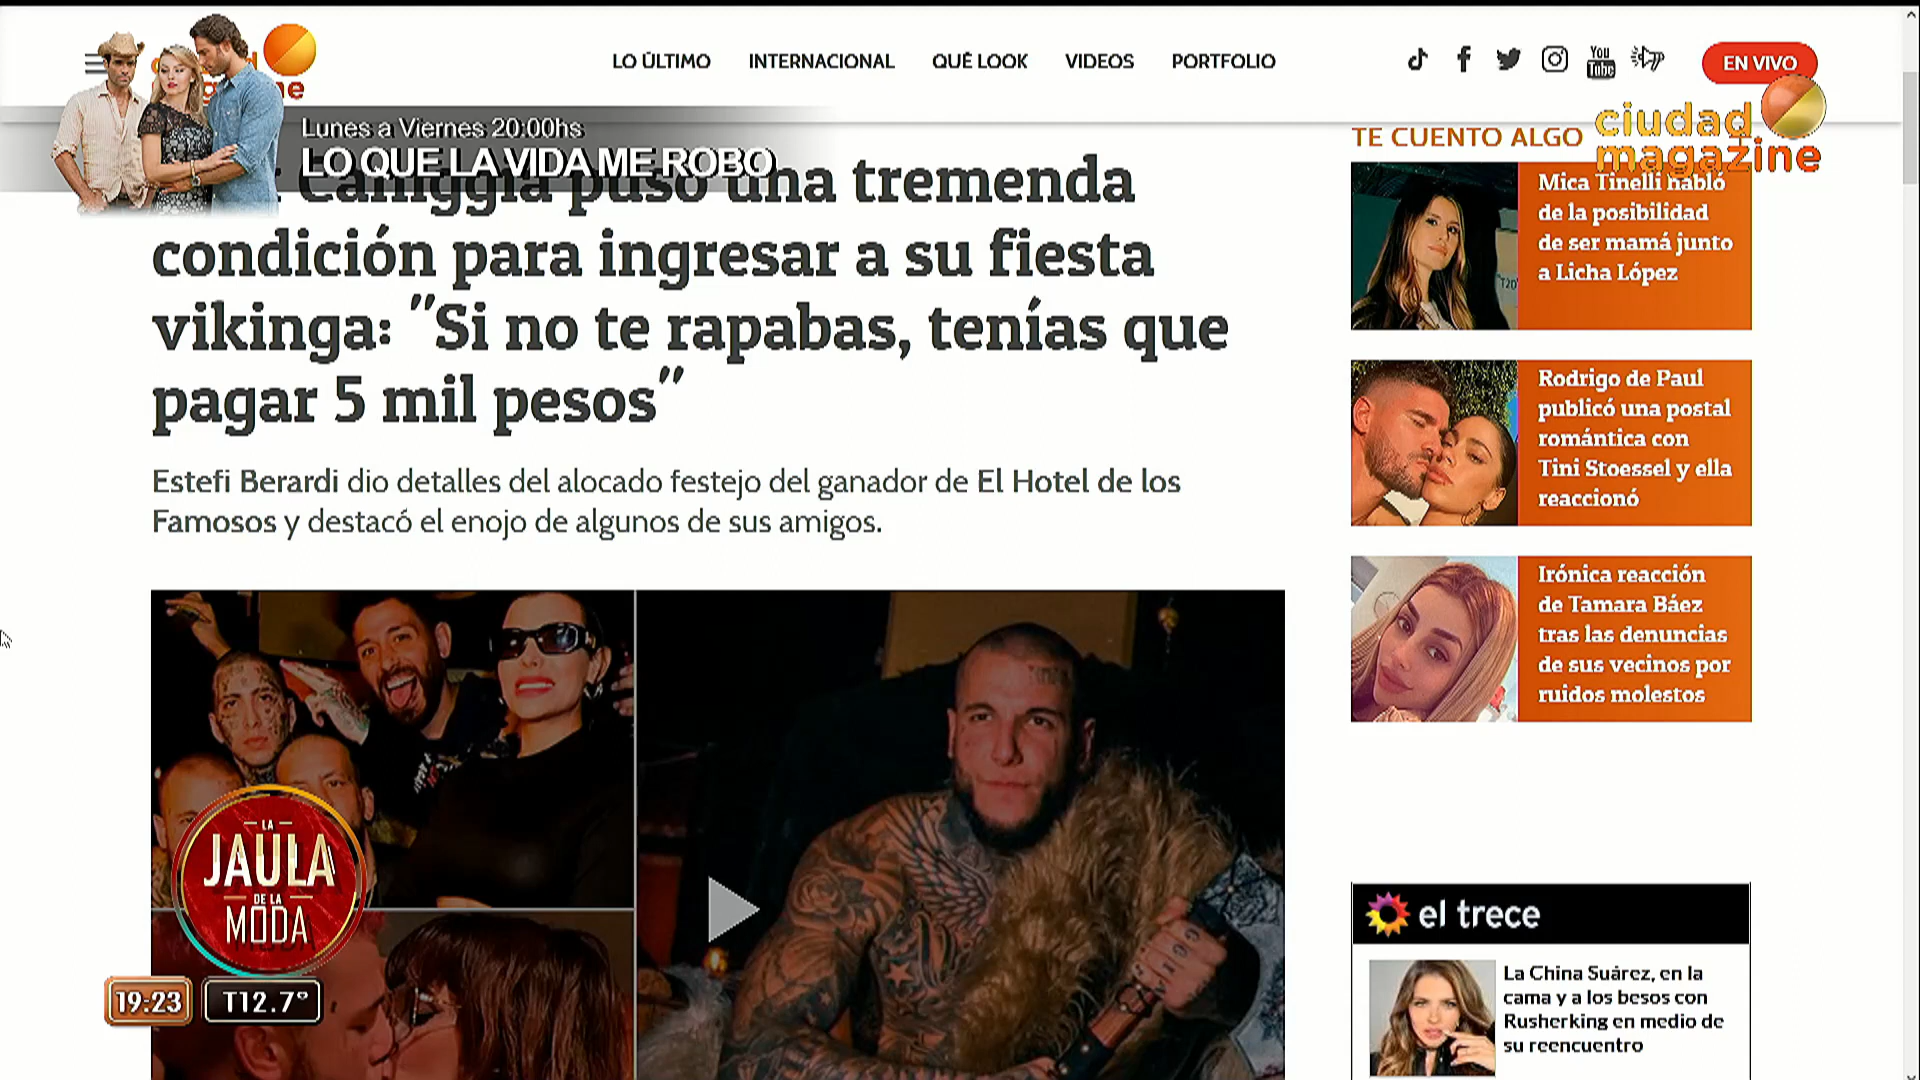 LO ÚLTIMO
INTERNACIONAL
QUÉ LOOK
VIDEOS
PORTFOLIO
You
Tube
EN VIVO
Lunes a Viernes 20:00hs
LO QUE LA VIDA ME ROBO
ciudad
magazine
Caniggia puso una tremenda
condición para ingresar a su fiesta
vikinga: "Si no te rapabas, tenías que
pagar 5 mil pesos"
Estefi Berardi dio detalles del alocado festejo del ganador de El Hotel de los
Famosos y destacó el enojo de algunos de sus amigos.
TE CUENTO ALGO
Mica Tinelli habló
de la posibilidad
de ser mamá junto
a Licha López
Rodrigo de Paul
publicó una postal
romántica con
Tini Stoessel y ella
reaccionó
Irónica reacción
de Tamara Báez
tras las denuncias
de sus vecinos por
ruidos molestos
LA
JAULA
DE LA
MODA
19:23
T12.7°
el trece
La China Suárez, en la
cama y a los besos con
Rusherking en medio de
su reencuentro